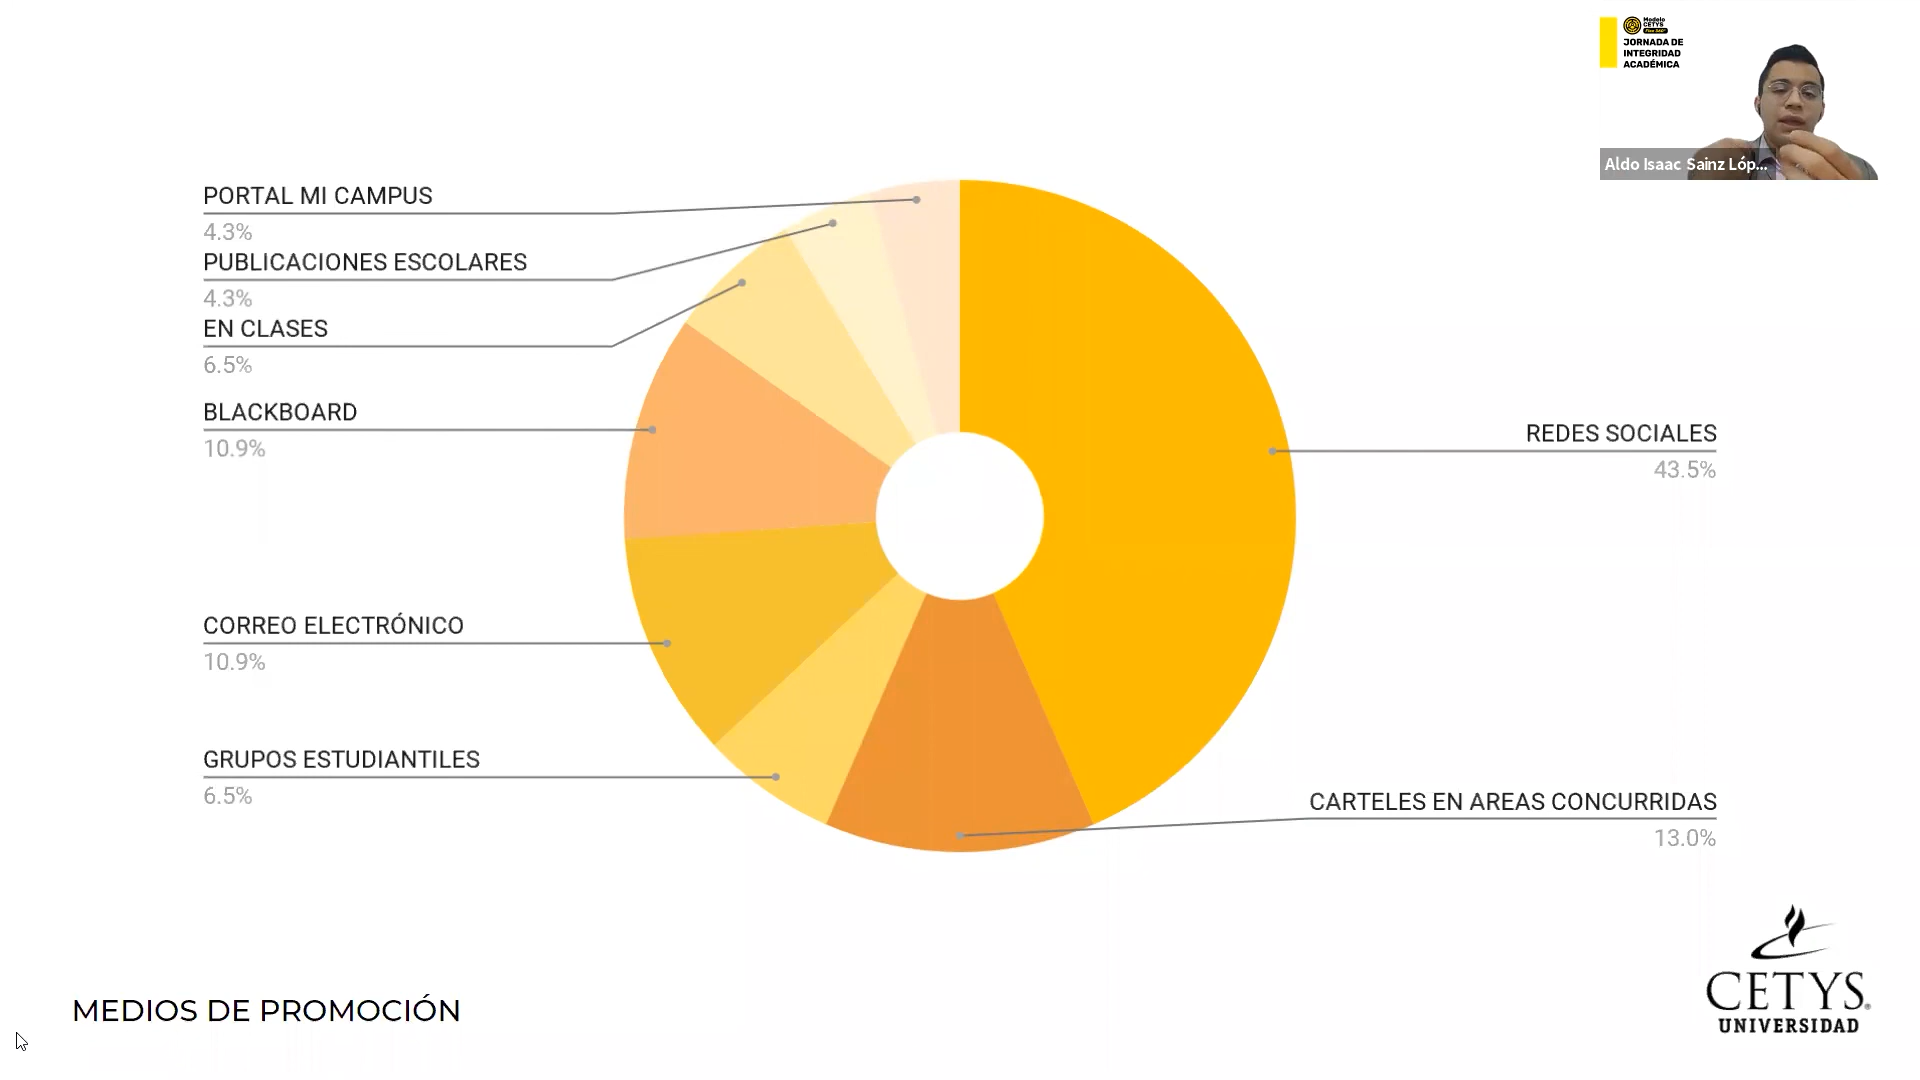 Modelo
CETYS
Flex 360°
JORNADA DE
INTEGRIDAD
ACADÉMICA
Aldo Isaac Sainz Lóp...
PORTAL MI CAMPUS
4.3%
PUBLICACIONES ESCOLARES
4.3%
EN CLASES
6.5%
BLACKBOARD
10.9%
CORREO ELECTRÓNICO
10.9%
GRUPOS ESTUDIANTILES
6.5%
REDES SOCIALES
43.5%
CARTELES EN AREAS CONCURRIDAS
13.0%
MEDIOS DE PROMOCIÓN
CETYS®
UNIVERSIDAD